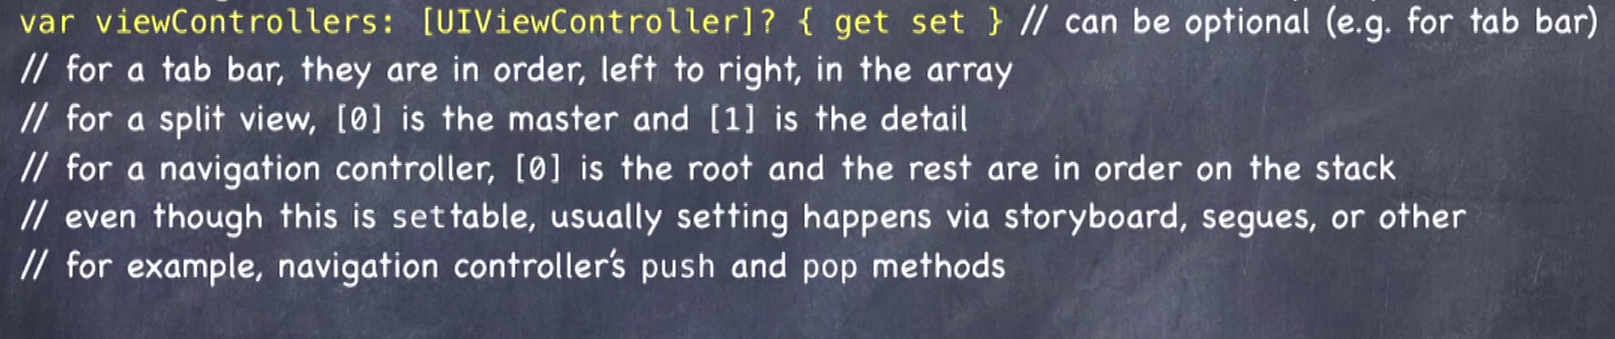 var viewControllers: [UIViewController]? { get set } // can be optional (e.g. for tab bar)
// for a tab bar, they are in order, left to right, in the array
// for a split view, [0] is the master and [1] is the detail
// for a navigation controller, [0] is the root and the rest are in order on the stack
// even though this is settable, usually setting happens via storyboard, segues, or other
// for example, navigation controller's push and pop methods